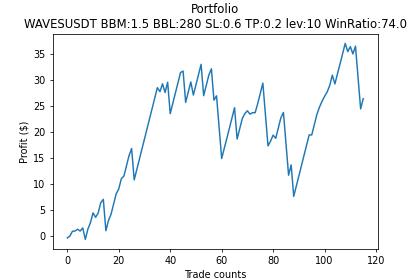 Portfolio
WAVESUSDT BBM:1.5 BBL:280 SL:0.6 TP:0.2 lev:10 WinRatio:74.0
35
30
25
20
15
10
5
0
Profit ($)
0 20 40 60 80 100 120
Trade counts